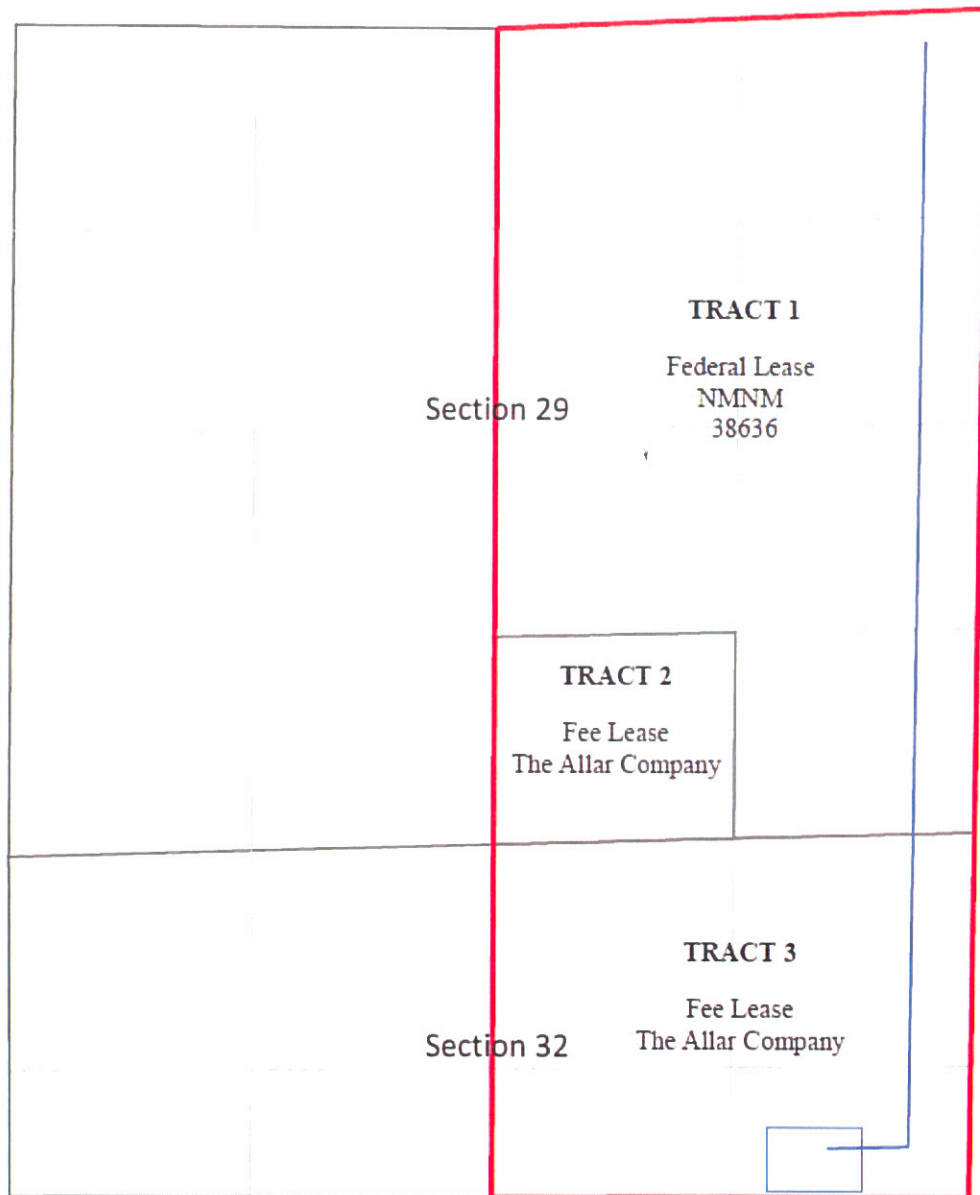 TRACT 1
Federal Lease
NMNM
38636
Section 29
TRACT 2
Fee Lease
The Allar Company
TRACT 3
Fee Lease
The Allar Company
Section 32